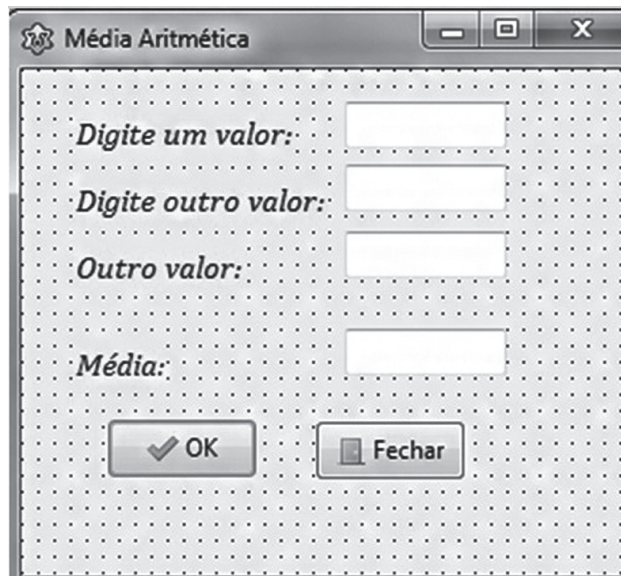 Média Aritmética
Digite um valor:
Digite outro valor:
Outro valor:
Média:
OK
Fechar